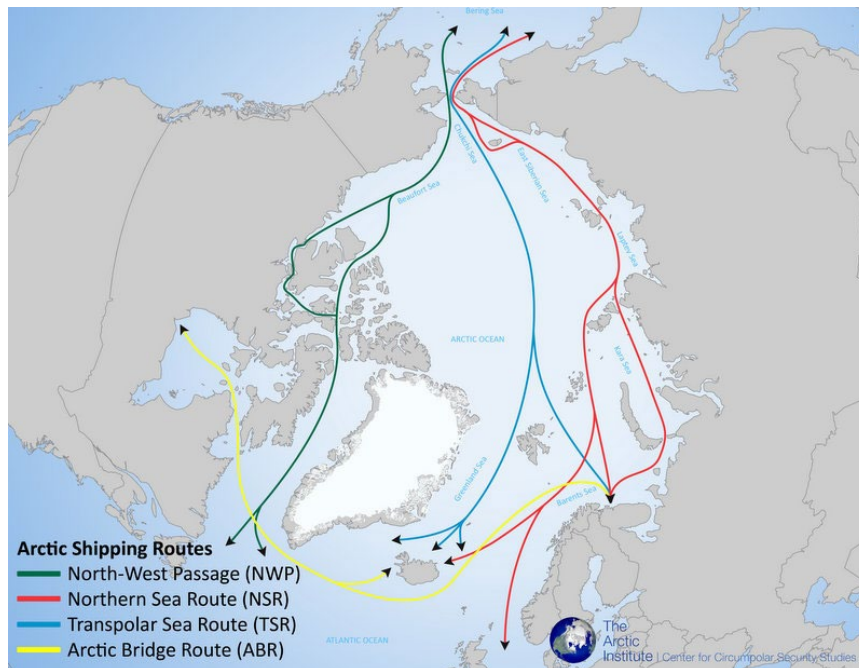 Bering Sea
Chukchi Sea
East Siberian Sea
Beaufort Sea
Laptev Sea
ARCTIC OCEAN
Kara Sea
Greenland Sea
Barents Sea
Arctic Shipping Routes
North-West Passage (NWP)
Northern Sea Route (NSR)
Transpolar Sea Route (TSR)
Arctic Bridge Route (ABR)
ATLANTIC OCEAN
The
Arctic
Institute | Center for Circumpolar Security Studies